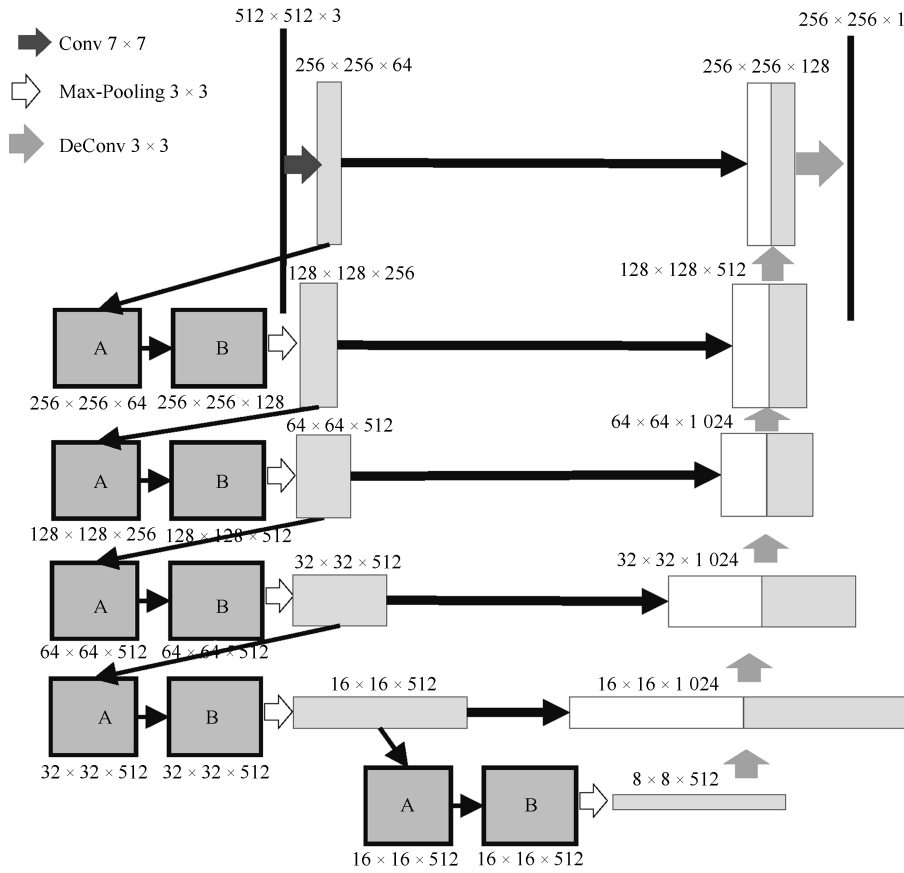 512 × 512 × 3
256 × 256 × 1
Conv 7 × 7
256 × 256 × 64
256 × 256 × 128
Max-Pooling 3 × 3
DeConv 3 × 3
128 × 128 × 256
128 × 128 × 512
A
B
256 × 256 × 64
256 × 256 × 128
64 × 64 × 512
64 × 64 × 1 024
A
B
128 × 128 × 256
128 × 128 × 512
32 × 32 × 512
32 × 32 × 1 024
A
B
64 × 64 × 512
64 × 64 × 512
16 × 16 × 512
16 × 16 × 1 024
A
B
32 × 32 × 512
32 × 32 × 512
8 × 8 × 512
A
B
16 × 16 × 512
16 × 16 × 512